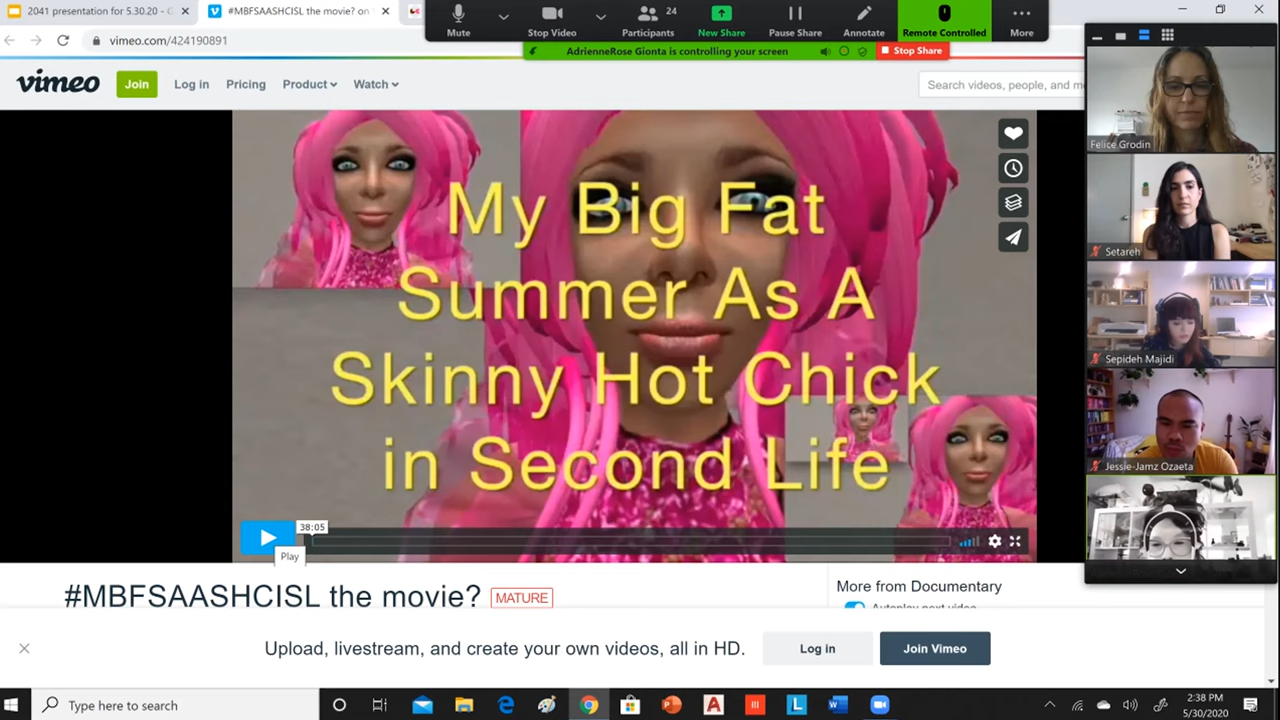 2041 presentation for 5.30.20 - G
#MBFSAASHCISL the movie? on
Mute
Stop Video
Participants
24
New Share
Pause Share
Annotate
Remote Controlled
More
AdrienneRose Gionta is controlling your screen
Stop Share
vimeo.com/424190891
vimeo
Join
Log in
Pricing
Product
Watch
Search videos, people, and m
My Big Fat
Summer As A
Skinny Hot Chick
in Second Life
38:05
Play
Felice Grodin
Setareh
Sepideh Majidi
Jessie-Jamz Ozaeta
#MBFSAASHCISL the movie?
MATURE
More from Documentary
Autoplay next video
Upload, livestream, and create your own videos, all in HD.
Log in
Join Vimeo
Type here to search
2:38 PM
5/30/2020